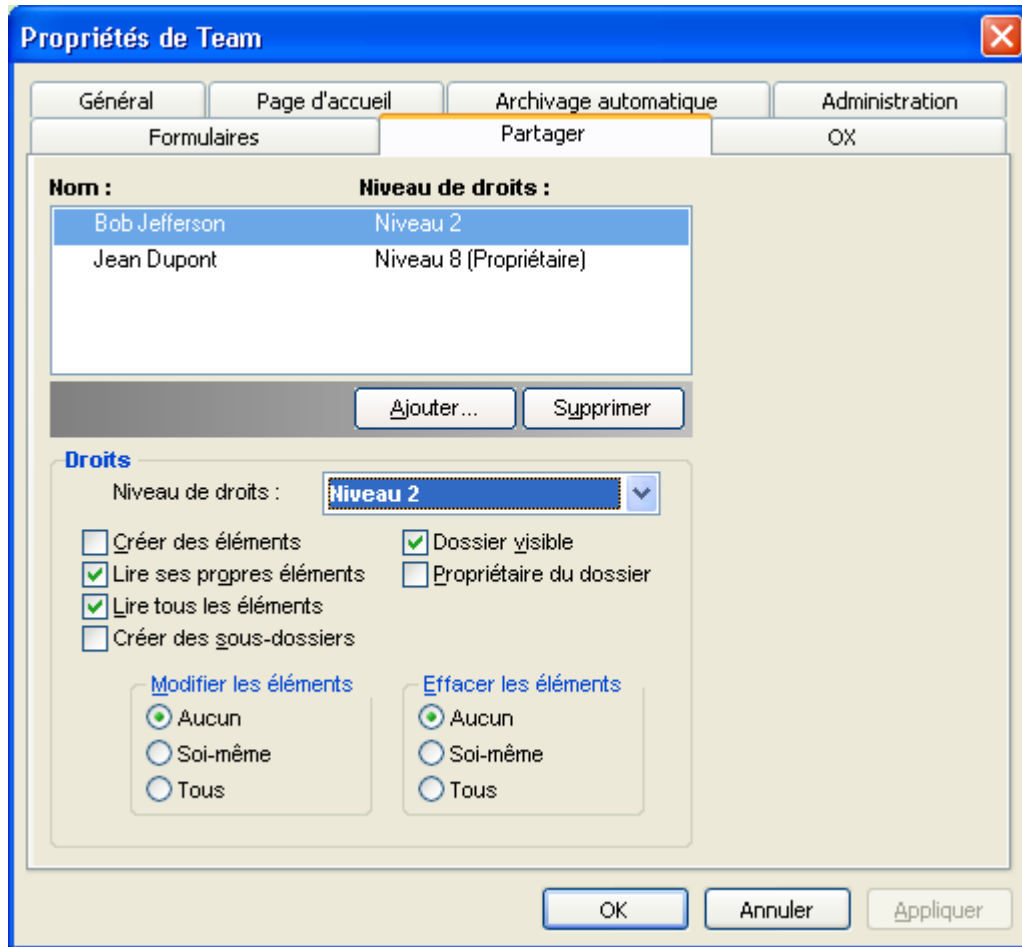 Propriétés de Team
Général Page d'accueil Archivage automatique Administration
Formulaires Partager OX
Nom : Niveau de droits :
Bob Jefferson Niveau 2
Jean Dupont Niveau 8 (Propriétaire)
Ajouter... Supprimer
Droits
Niveau de droits : Niveau 2
Créer des éléments Dossier visible
Lire ses propres éléments Propriétaire du dossier
Lire tous les éléments
Créer des sous-dossiers
Modifier les éléments Effacer les éléments
Aucun Aucun
Soi-même Soi-même
Tous Tous
OK Annuler Appliquer